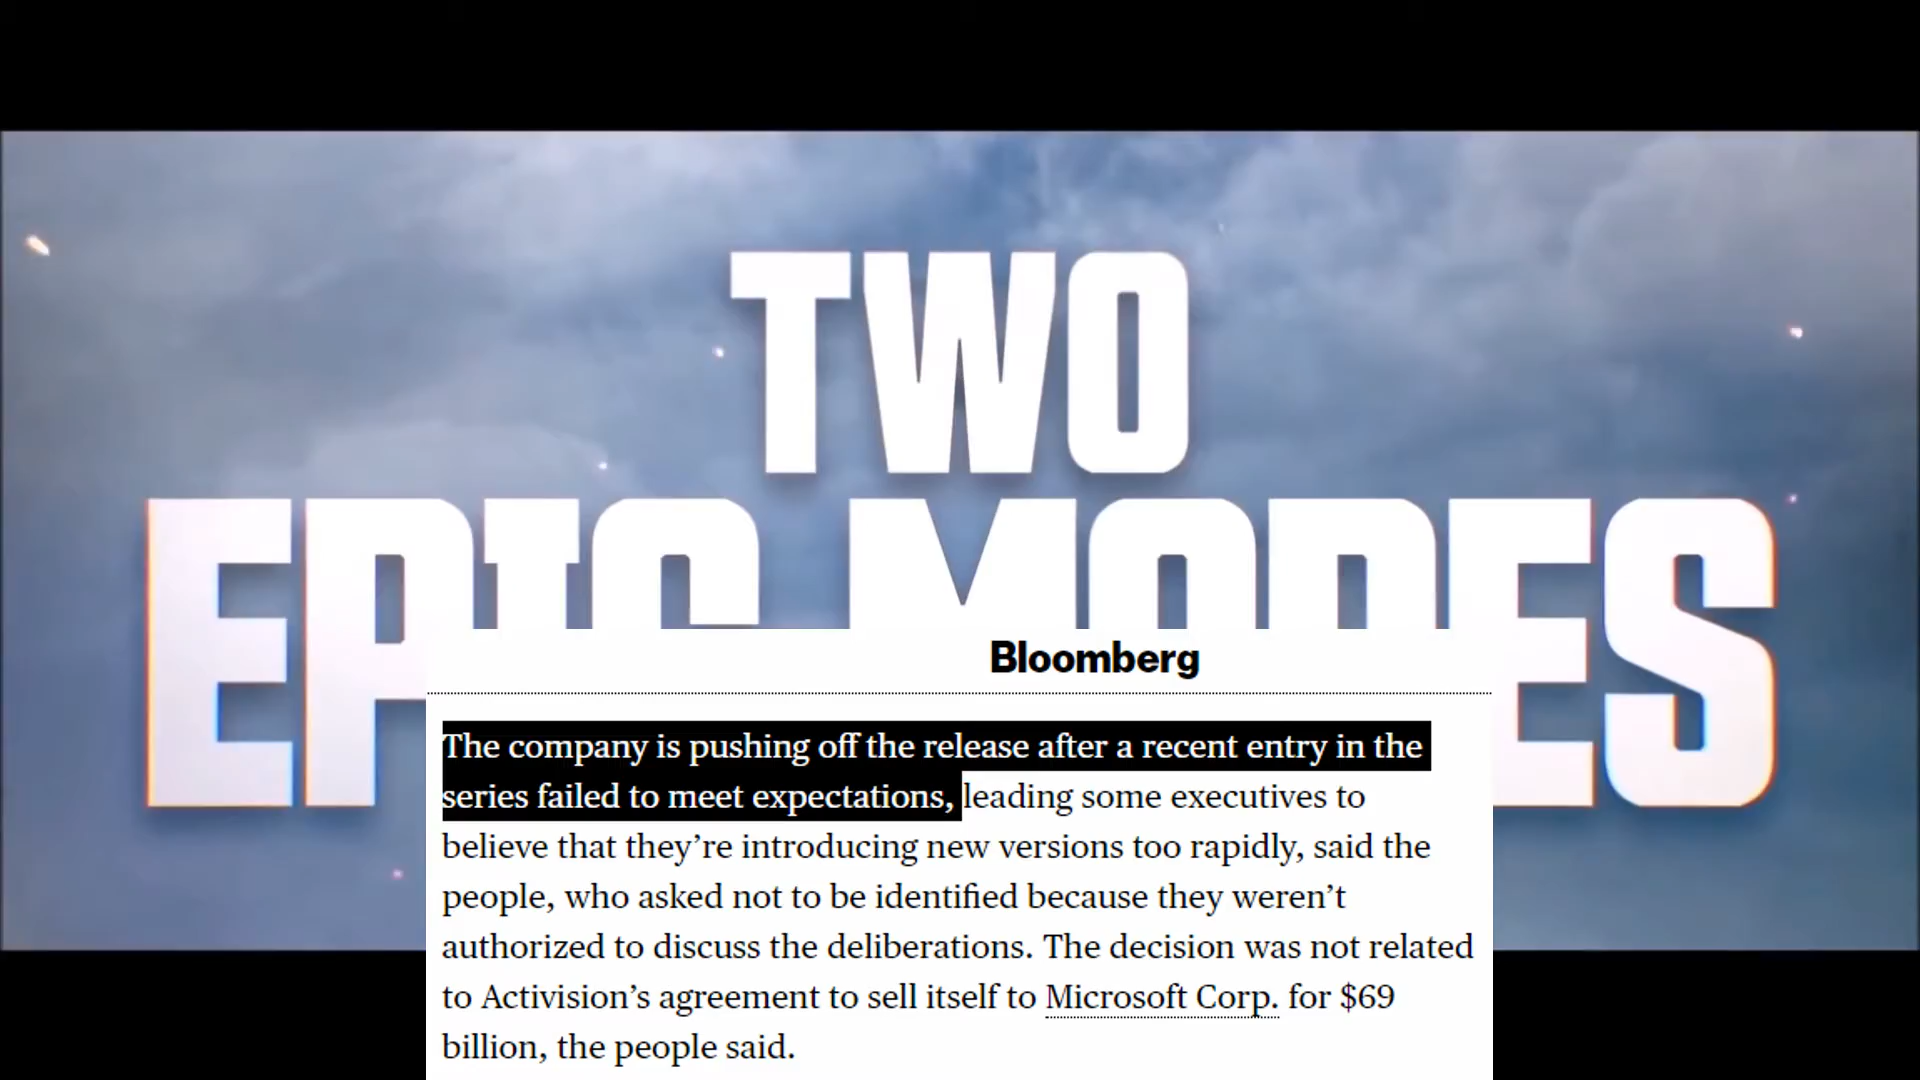 TWO
EPIC MODES
Bloomberg
The company is pushing off the release after a recent entry in the
series failed to meet expectations, leading some executives to
believe that they’re introducing new versions too rapidly, said the
people, who asked not to be identified because they weren’t
authorized to discuss the deliberations. The decision was not related
to Activision’s agreement to sell itself to Microsoft Corp. for $69
billion, the people said.